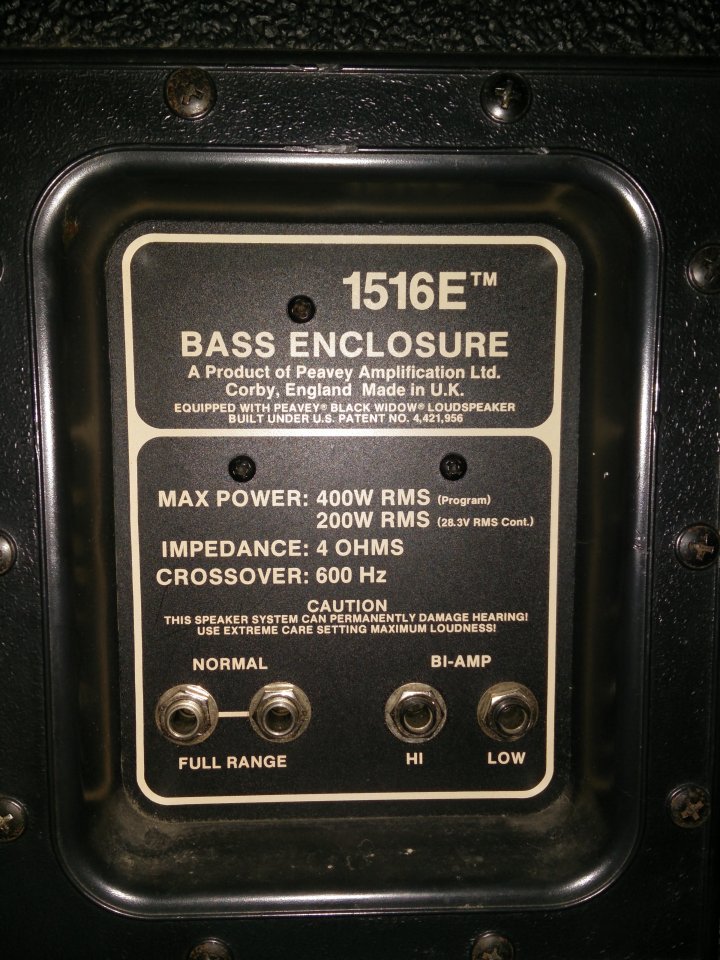 1516E™
BASS ENCLOSURE
A Product of Peavey Amplification Ltd.
Corby, England Made in U.K.
EQUIPPED WITH PEAVEY® BLACK WIDOW® LOUDSPEAKER
BUILT UNDER U.S. PATENT NO. 4,421,956
MAX POWER: 400W RMS (Program)
200W RMS (28.3V RMS Cont.)
IMPEDANCE: 4 OHMS
CROSSOVER: 600 Hz
CAUTION
THIS SPEAKER SYSTEM CAN PERMANENTLY DAMAGE HEARING!
USE EXTREME CARE SETTING MAXIMUM LOUDNESS!
NORMAL BI-AMP
FULL RANGE HI LOW